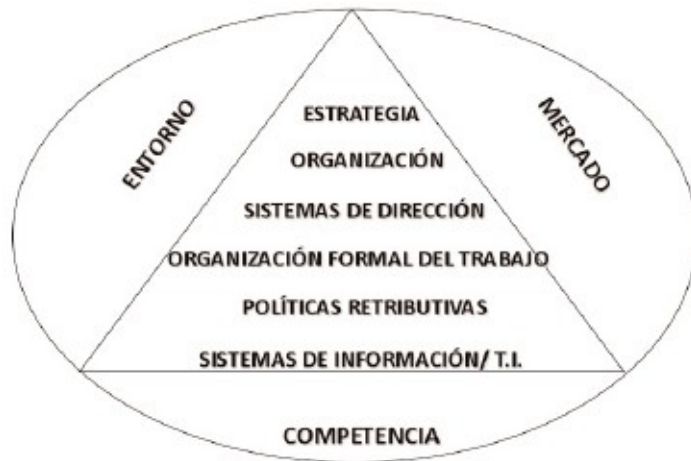 ENTORNO
MERCADO
ESTRATEGIA
ORGANIZACIÓN
SISTEMAS DE DIRECCIÓN
ORGANIZACIÓN FORMAL DEL TRABAJO
POLÍTICAS RETRIBUTIVAS
SISTEMAS DE INFORMACIÓN/ T.I.
COMPETENCIA